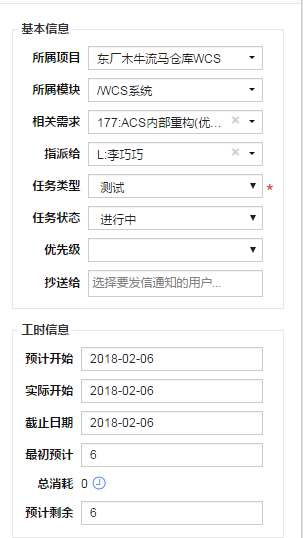 基本信息
所属项目 东厂木牛流马仓库WCS
所属模块 /WCS系统
相关需求 177:ACS内部重构(优...
指派给 L:李巧巧
任务类型 测试 *
任务状态 进行中
优先级
抄送给 选择要发信通知的用户...
工时信息
预计开始 2018-02-06
实际开始 2018-02-06
截止日期 2018-02-06
最初预计 6
总消耗 0
预计剩余 6